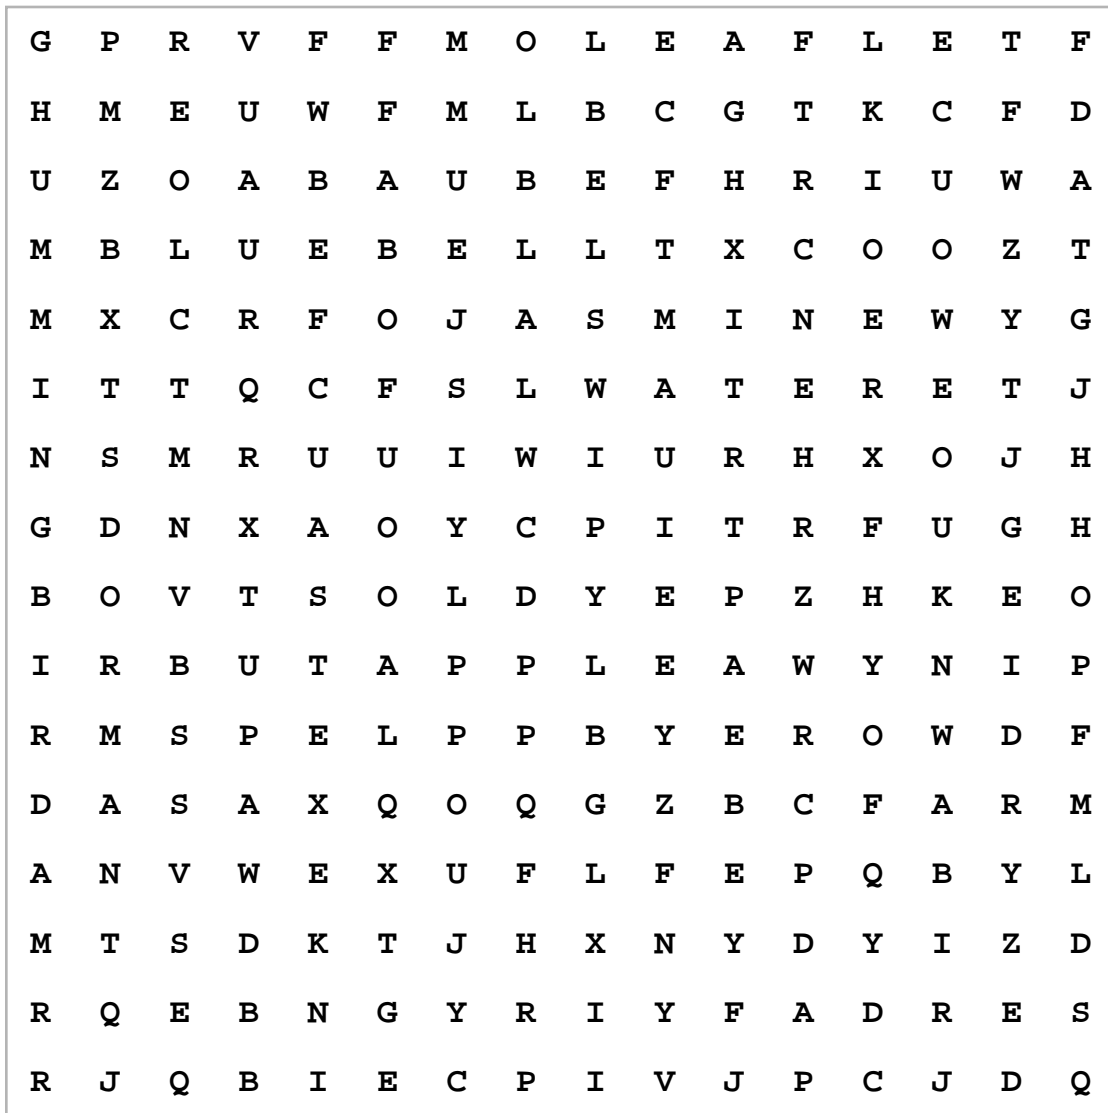 G P R V F F M O L E A F L E T F
H M E U W F M L B C G T K C F D
U Z O A B A U B E F H R I U W A
M B L U E B E L L T X C O O Z T
M X C R F O J A S M I N E W Y G
I T T Q C F S L W A T E R E T J
N S M R U U I W I U R H X O J H
G D N X A O Y C P I T R F U G H
B O V T S O L D Y E P Z H K E O
I R B U T A P P L E A W Y N I P
R M S P E L P P B Y E R O W D F
D A S A X Q O Q G Z B C F A R M
A N V W E X U F L F E P Q B Y L
M T S D K T J H X N Y D Y I Z D
R Q E B N G Y R I Y F A D R E S
R J Q B I E C P I V J P C J D Q